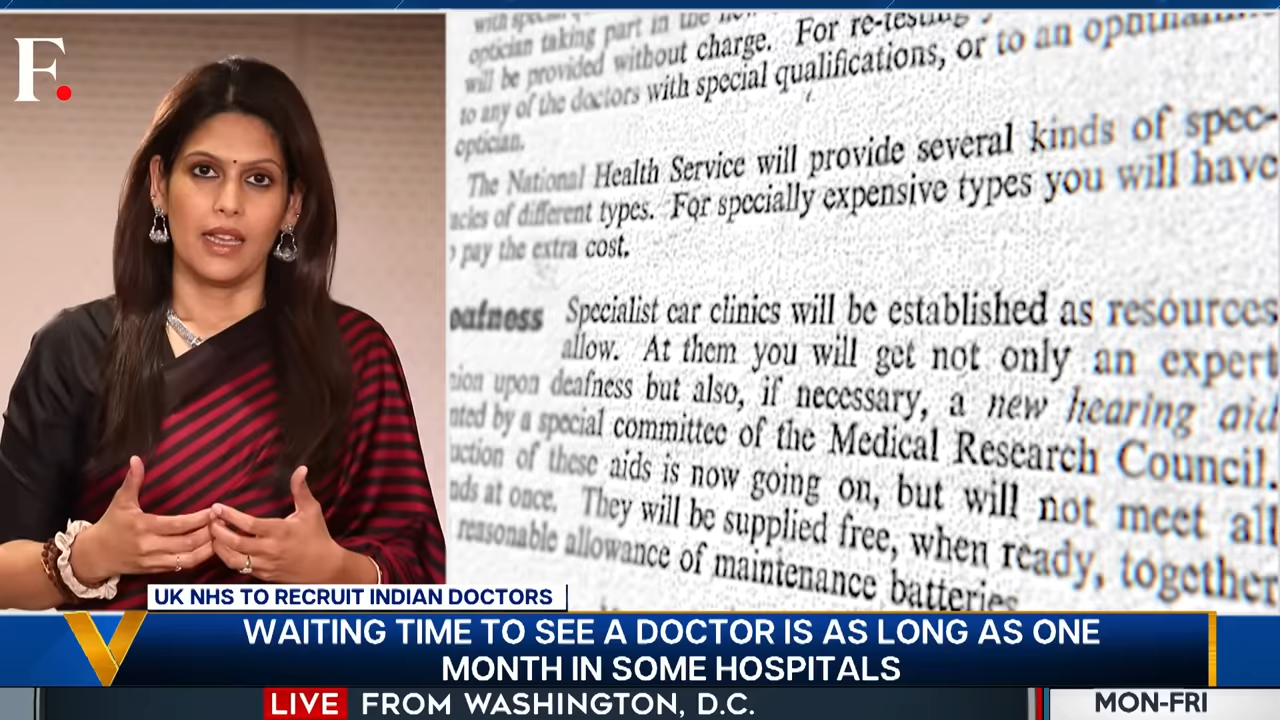 F.
with special
optician taking part in the new
will be provided without charge. For re-testing
to any of the doctors with special qualifications, or to an
optician.
The National Health Service will provide several kinds of spec-
acles of different types. For specially expensive types you will have
pay the extra cost.
eafness Specialist ear clinics will be established as resources
allow. At them you will get not only an expert
nion upon deafness but also, if necessary, a new hearing aid
nted by a special committee of the Medical Research Council.
uction of these aids is now going on, but will not meet all
nds at once. They will be supplied free, when ready, together
reasonable allowance of maintenance batteries
UK NHS TO RECRUIT INDIAN DOCTORS
WAITING TIME TO SEE A DOCTOR IS AS LONG AS ONE
MONTH IN SOME HOSPITALS
LIVE FROM WASHINGTON, D.C.
MON-FRI